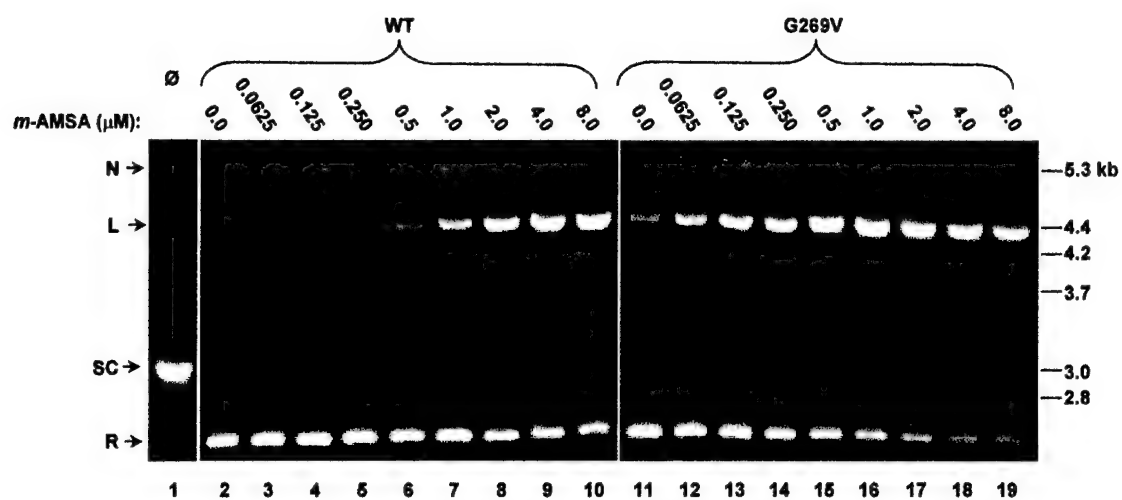 WT G269V
Ø
m-AMSA (μM): 0.0 0.0625 0.125 0.250 0.5 1.0 2.0 4.0 8.0 0.0 0.0625 0.125 0.250 0.5 1.0 2.0 4.0 8.0
N → 5.3 kb
L → 4.4
4.2
3.7
SC → 3.0
2.8
R →
1 2 3 4 5 6 7 8 9 10 11 12 13 14 15 16 17 18 19